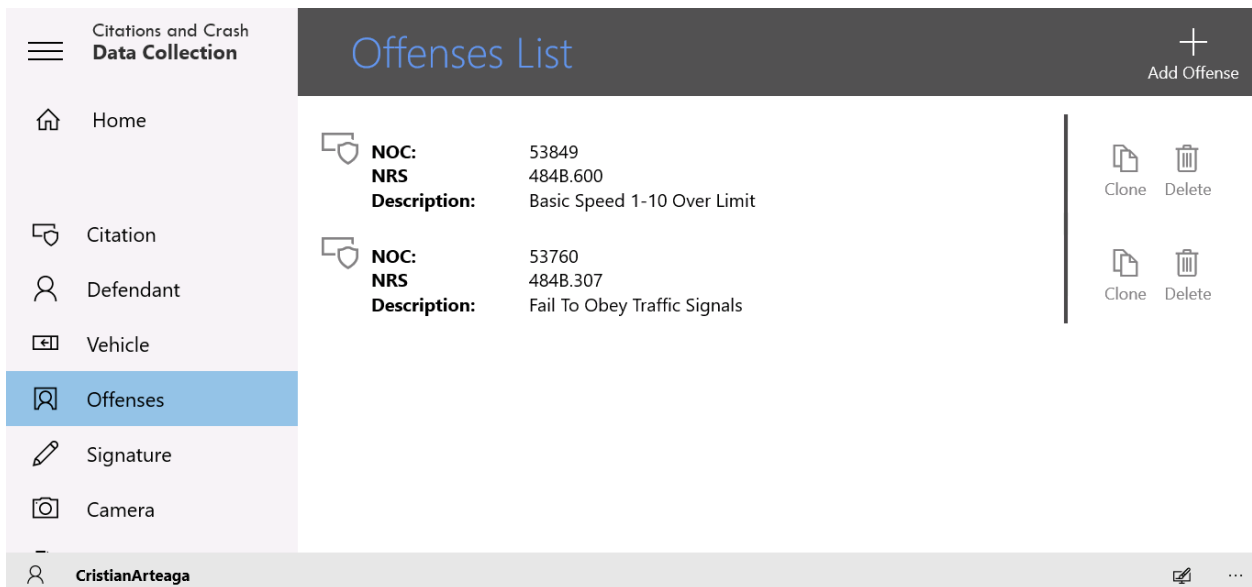 Citations and Crash
Data Collection
Offenses List
Add Offense
Home
Citation
Defendant
Vehicle
Offenses
Signature
Camera
NOC: 53849
NRS 484B.600
Description: Basic Speed 1-10 Over Limit
Clone Delete
NOC: 53760
NRS 484B.307
Description: Fail To Obey Traffic Signals
Clone Delete
CristianArteaga